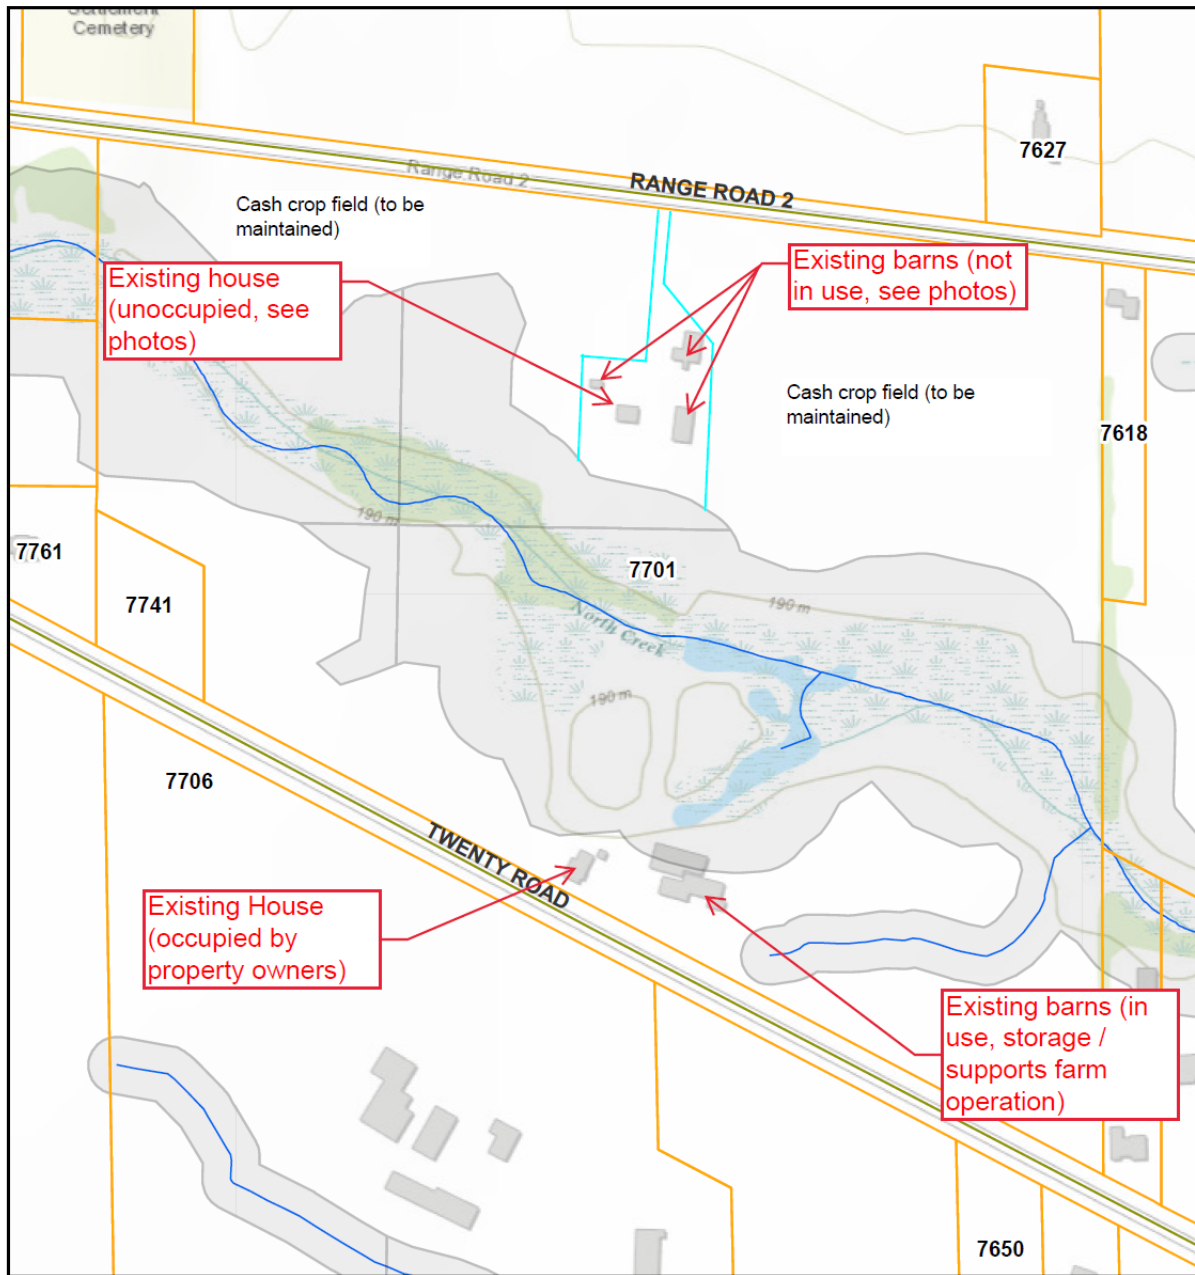 Cemetery
7627
Range Road 2
RANGE ROAD 2
Cash crop field (to be
maintained)
Existing house
(unoccupied, see
photos)
Existing barns (not
in use, see photos)
Cash crop field (to be
maintained)
7618
190 m
7761
7741
7701
190 m
North Creek
190 m
7706
TWENTY ROAD
Existing House
(occupied by
property owners)
Existing barns (in
use, storage /
supports farm
operation)
7650